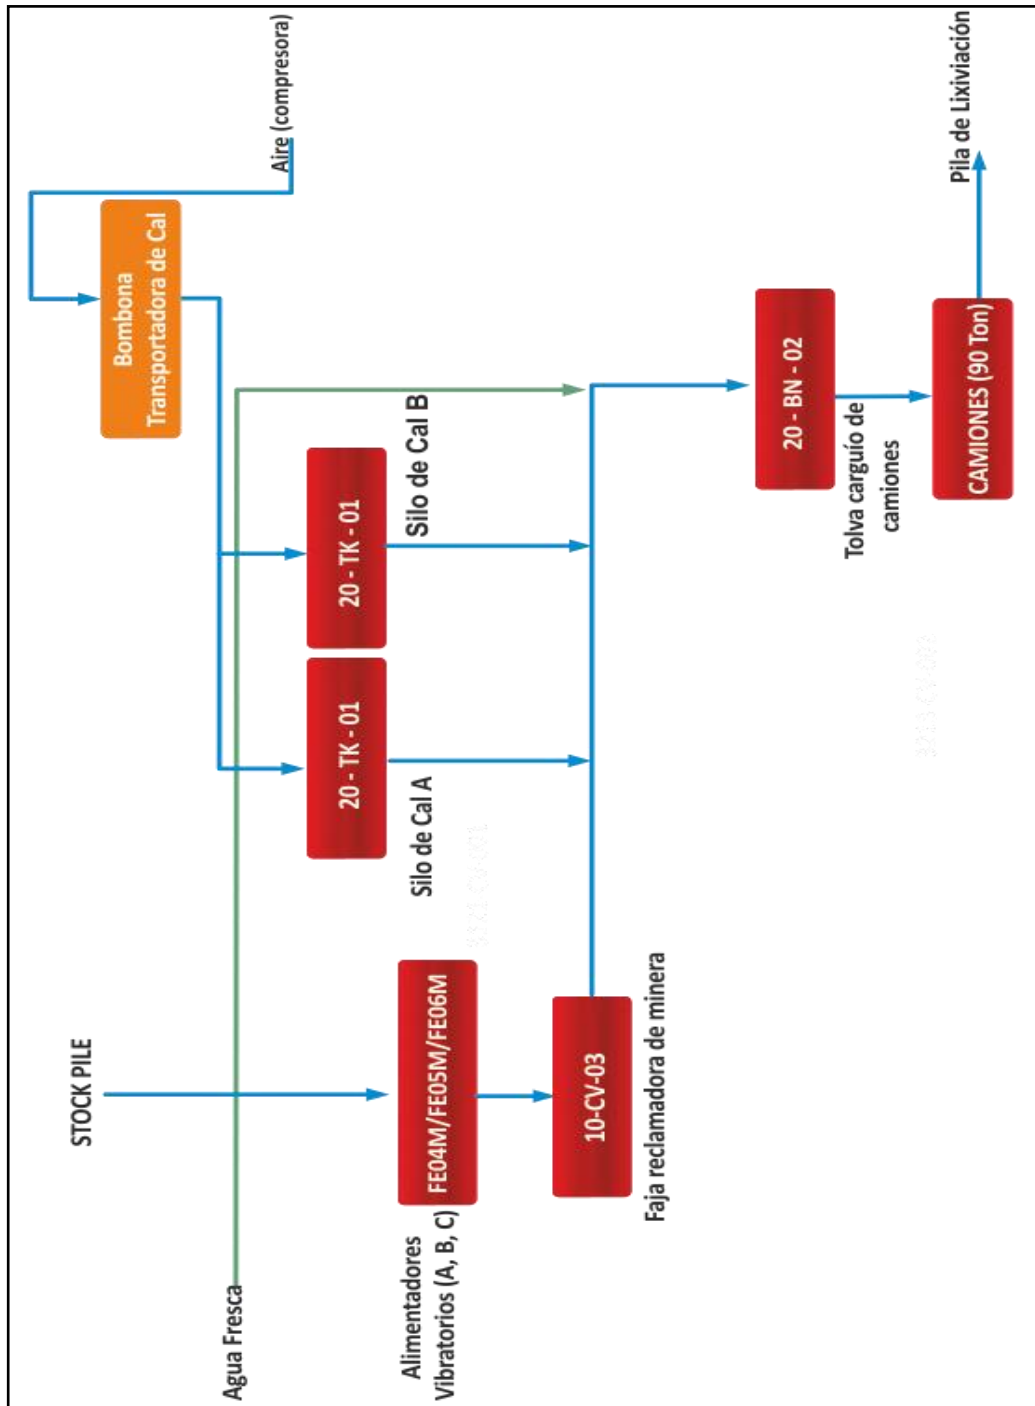 STOCK PILE
Agua Fresca
Aire (compresora)
Bombona
Transportadora de Cal
20 - TK - 01
Silo de Cal A
20 - TK - 01
Silo de Cal B
Alimentadores
Vibratorios (A, B, C)
FE04M/FE05M/FE06M
10-CV-03
Faja reclamadora de minera
20 - BN - 02
Tolva carguío de
camiones
CAMIONES (90 Ton)
Pila de Lixiviación